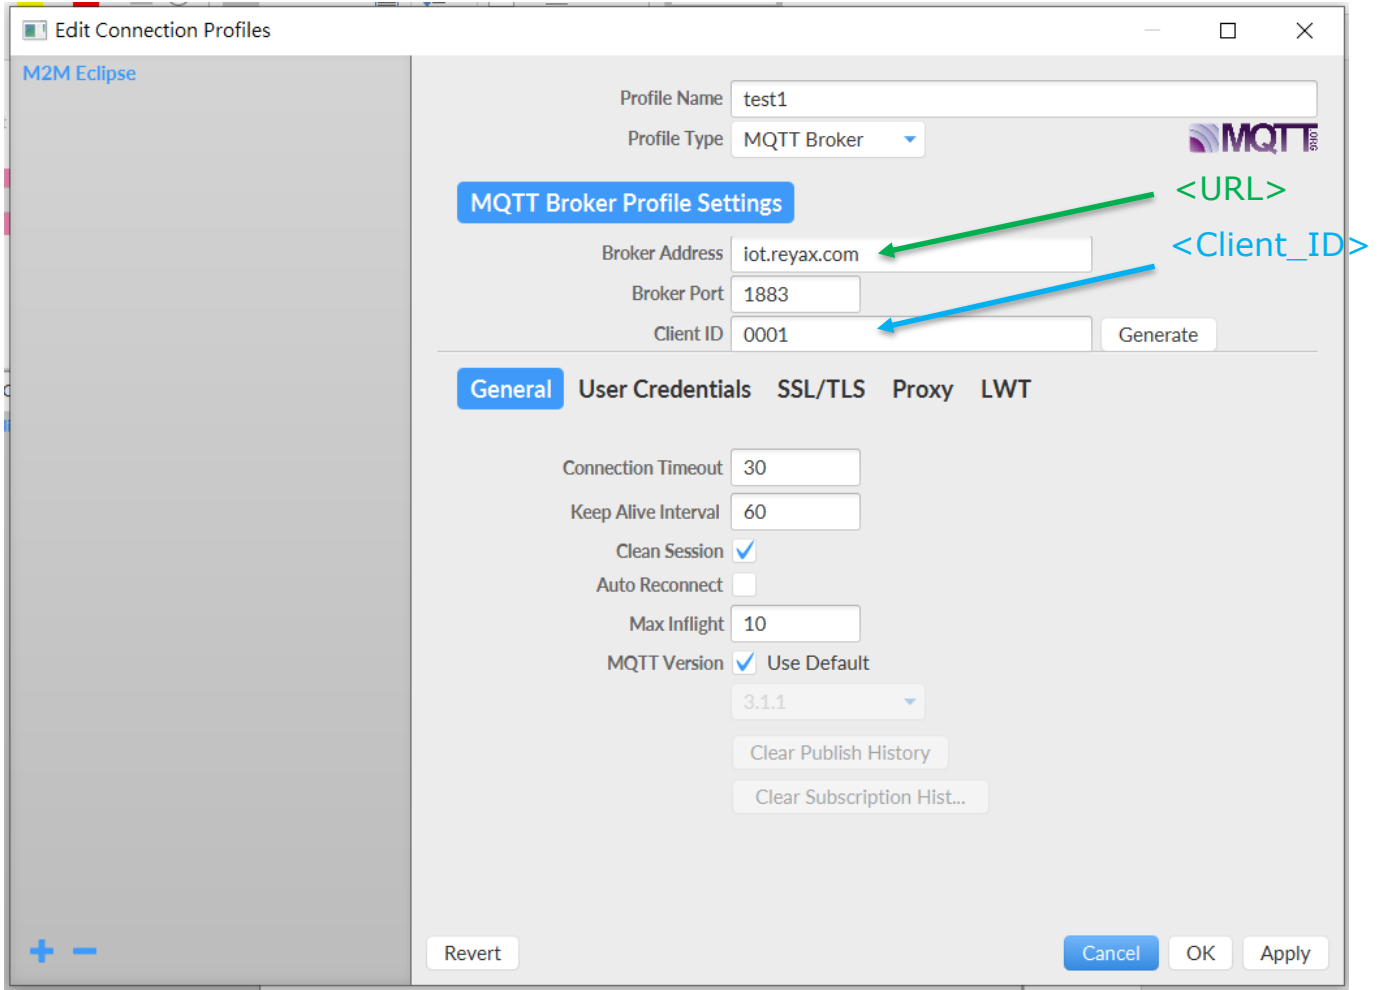 Edit Connection Profiles
M2M Eclipse
Profile Name test1
Profile Type MQTT Broker
MQTT.ORG
<URL>
MQTT Broker Profile Settings
<Client_ID>
Broker Address iot.reyax.com
Broker Port 1883
Client ID 0001 Generate
General User Credentials SSL/TLS Proxy LWT
Connection Timeout 30
Keep Alive Interval 60
Clean Session
Auto Reconnect
Max Inflight 10
MQTT Version Use Default
3.1.1
Clear Publish History
Clear Subscription Hist...
Revert Cancel OK Apply